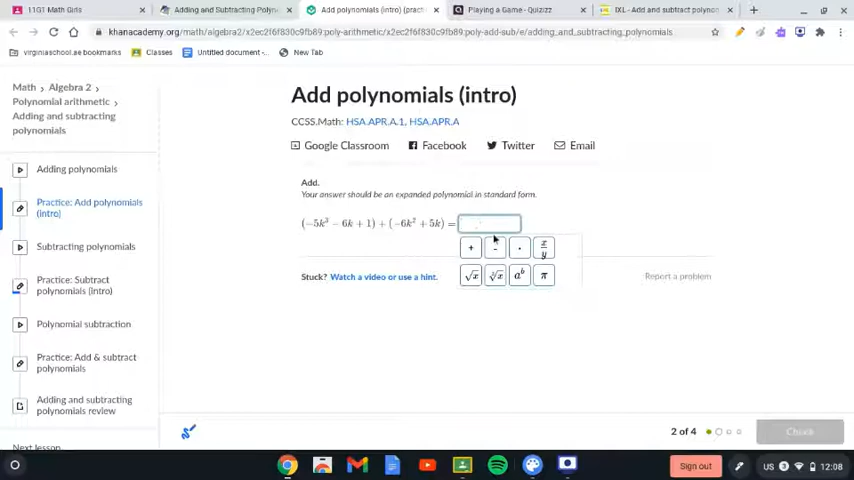 11GT Math Girls
Adding and Subtracting Polyn
Add polynomials (intro) (pract
Playing a Game - Quizizz
IXL - Add and subtract polyno
khanacademy.org/math/algebra2/x2ec2f6f830c9fb89:poly-arithmetic/x2ec2f6f830c9fb89:poly-add-sub/e/adding_and_subtracting_polynomials
virginiaschool.ae bookmarks
Classes
Untitled document...
New Tab
Math > Algebra 2 >
Polynomial arithmetic >
Adding and subtracting
polynomials
Adding polynomials
Practice: Add polynomials
(intro)
Subtracting polynomials
Practice: Subtract
polynomials (intro)
Polynomial subtraction
Practice: Add & subtract
polynomials
Adding and subtracting
polynomials review
Next lesson
Add polynomials (intro)
CCSS.Math: HSA.APR.A.1, HSA.APR.A
Google Classroom Facebook Twitter Email
Add.
Your answer should be an expanded polynomial in standard form.
(−5k³ − 6k + 1) + (−6k² + 5k) =
+ - · x/y
√x ∛x aᵇ π
Stuck? Watch a video or use a hint.
Report a problem
2 of 4
Check
Sign out
US
3
12:08